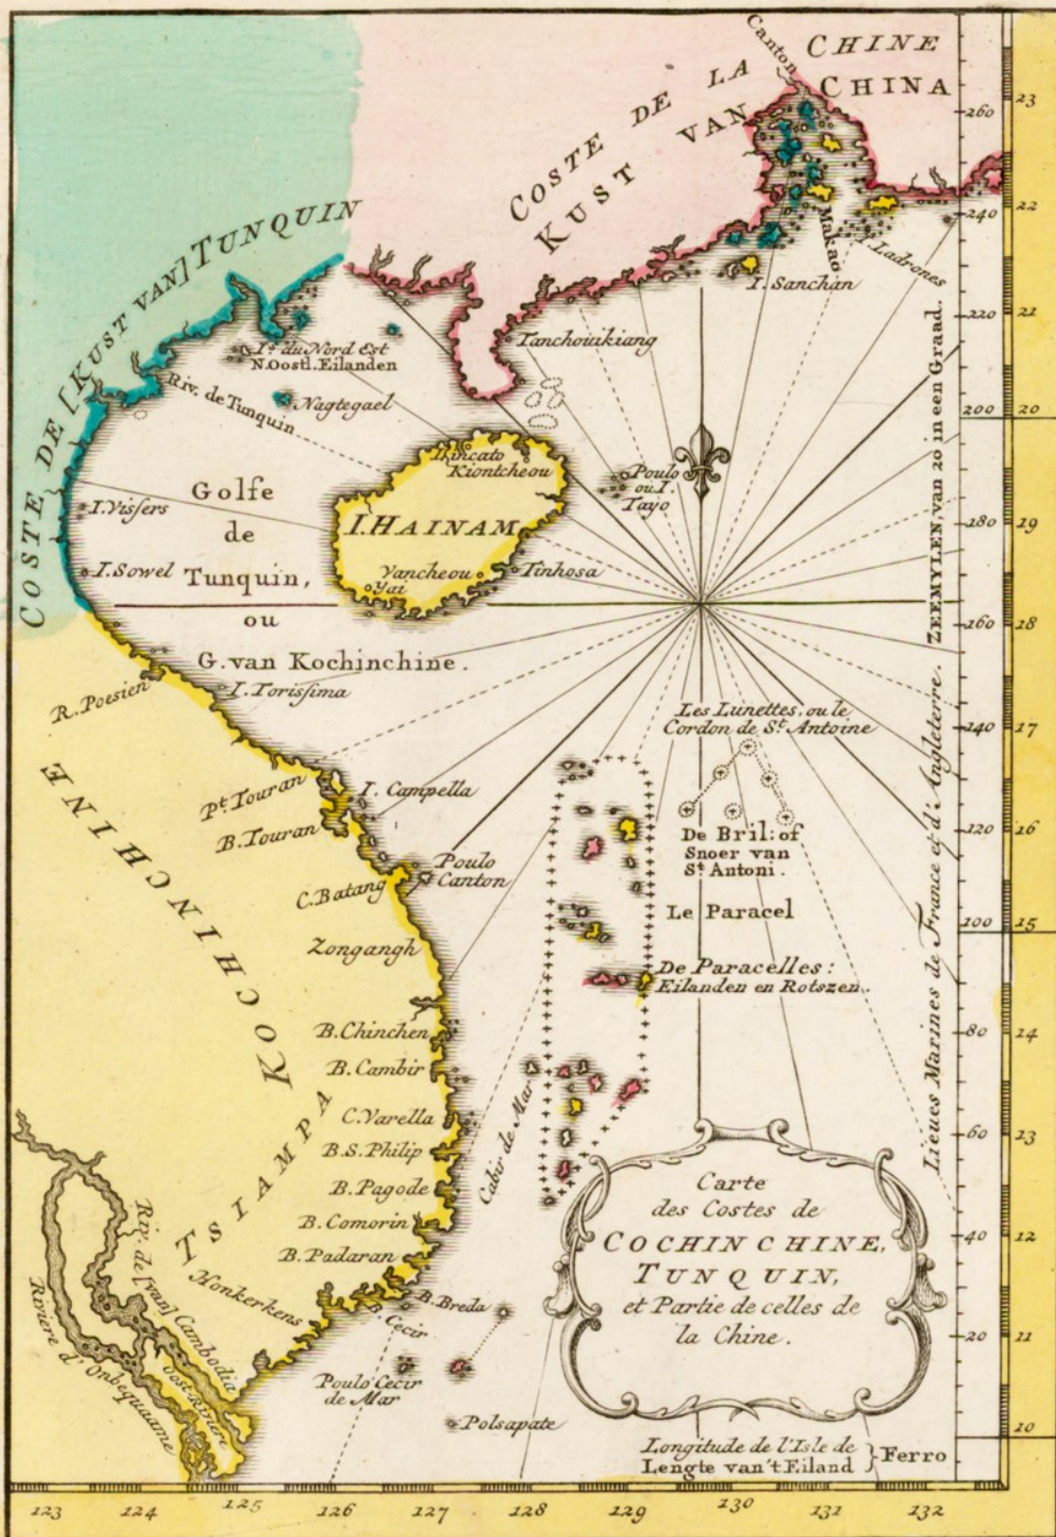 Canton
CHINE
CHINA
COSTE DE LA
KUST VAN
COSTE DE [KUST VAN] TUNQUIN
Makao
I. Ladrones
I. Sanchan
Tanchouikiang
Is. du Nord Est
N.Oostl. Eilanden
Riv. de Tunquin
Nagtegael
Kiontcheou
I. HAINAM
Yancheou
Yai
Tinhosa
Poulo
ou I.
Tayo
Golfe
de
Tunquin,
ou
G. van Kochinchine.
I. Vissers
I. Sowel
R. Poesien
I. Torissima
Les Lunettes, ou le
Cordon de St. Antoine
De Bril: of
Snoer van
St. Antoni.
Pt. Touran
I. Campella
B. Touran
Poulo
Canton
C. Batang
Zongangh
Le Paracel
De Paracelles:
Eilanden en Rotszen.
B. Chinchen
B. Cambir
C. Varella
B. S. Philip
B. Pagode
B. Comorin
B. Padaran
Honkerkens
B. Breda
Cabir de Mar
KOCHINCHINE
TSIAMPA
Riv. de [van] Cambodia
Oost-rivier
Riviere d'Onbequaame
Poulo Cecir
de Mar
Polsapate
Carte
des Costes de
COCHINCHINE,
TUNQUIN,
et Partie de celles de
la Chine.
Longitude de l'Isle de
Lengte van 't Eiland } Ferro
Lieues Marines de France et d'Angleterre. ZEEMYLEN, van 20 in een Grad.
260
240
220
200
180
160
140
120
100
80
60
40
20
23
22
21
20
19
18
17
16
15
14
13
12
11
10
123 124 125 126 127 128 129 130 131 132